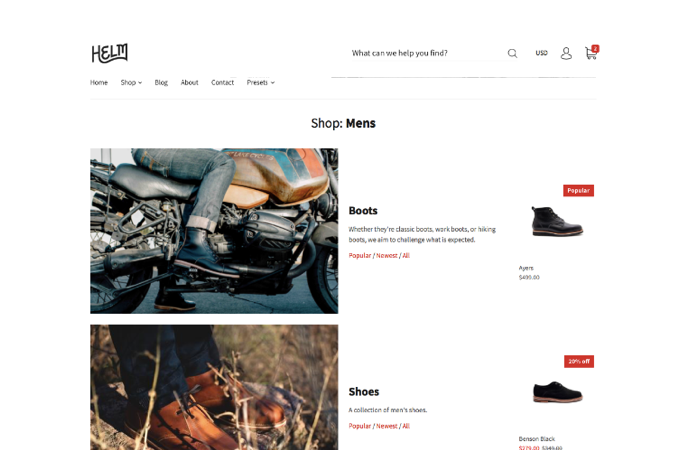 HELM
What can we help you find?
USD
2
Home Shop Blog About Contact Presets
Shop: Mens
Popular
Boots
Whether they're classic boots, work boots, or hiking
boots, we aim to challenge what is expected.
Popular / Newest / All
Ayers
$499.00
20% off
Shoes
A collection of men's shoes.
Popular / Newest / All
Benson Black
$279.00 $349.00